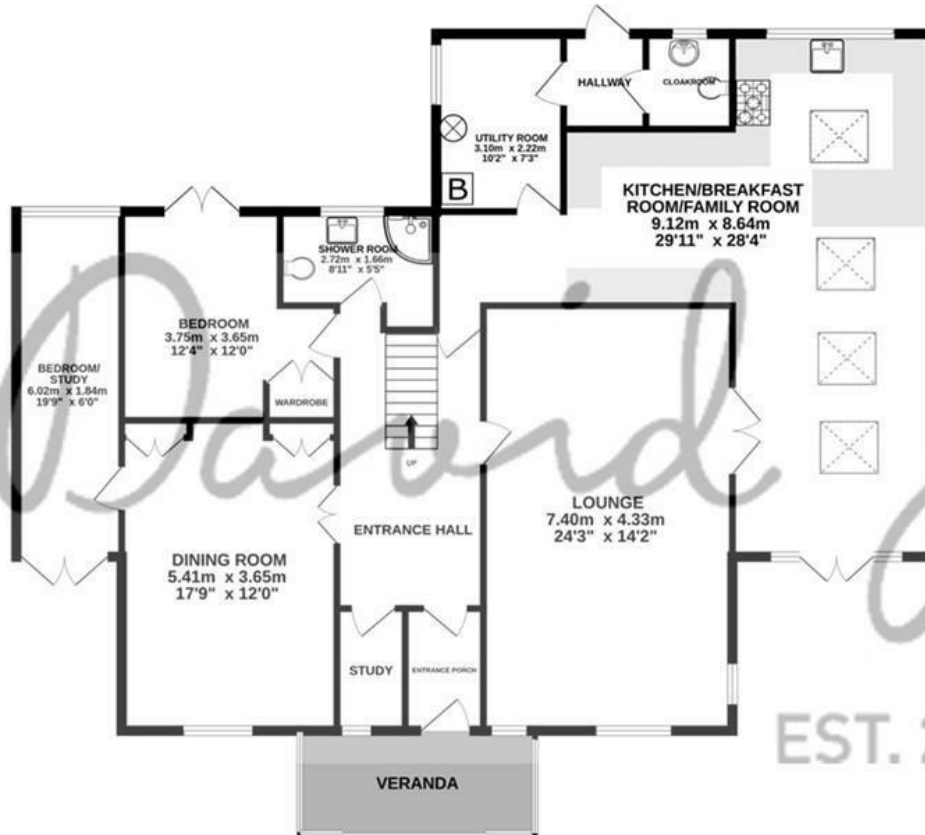 HALLWAY
CLOAKROOM
UTILITY ROOM
3.10m x 2.22m
10'2" x 7'3"
B
KITCHEN/BREAKFAST
ROOM/FAMILY ROOM
9.12m x 8.64m
29'11" x 28'4"
SHOWER ROOM
2.72m x 1.66m
8'11" x 5'5"
BEDROOM
3.75m x 3.65m
12'4" x 12'0"
BEDROOM/
STUDY
6.02m x 1.84m
19'9" x 6'0"
WARDROBE
UP
David
LOUNGE
7.40m x 4.33m
24'3" x 14'2"
ENTRANCE HALL
DINING ROOM
5.41m x 3.65m
17'9" x 12'0"
STUDY
ENTRANCE PORCH
EST. 2
VERANDA